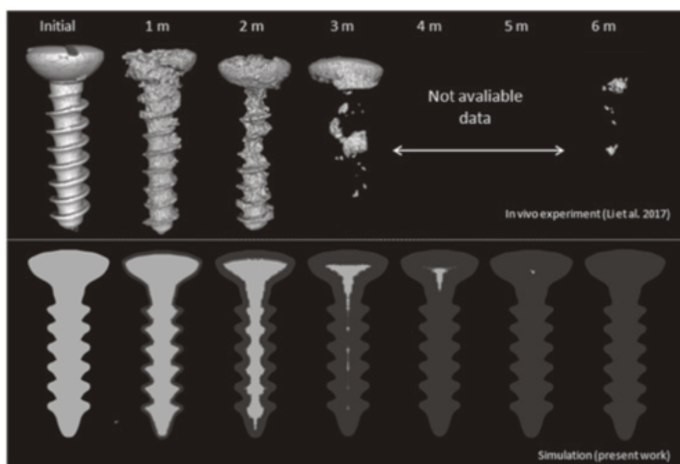 Initial 1 m 2 m 3 m 4 m 5 m 6 m
Not avaliable
data
In vivo experiment (Li et al. 2017)
Simulation (present work)